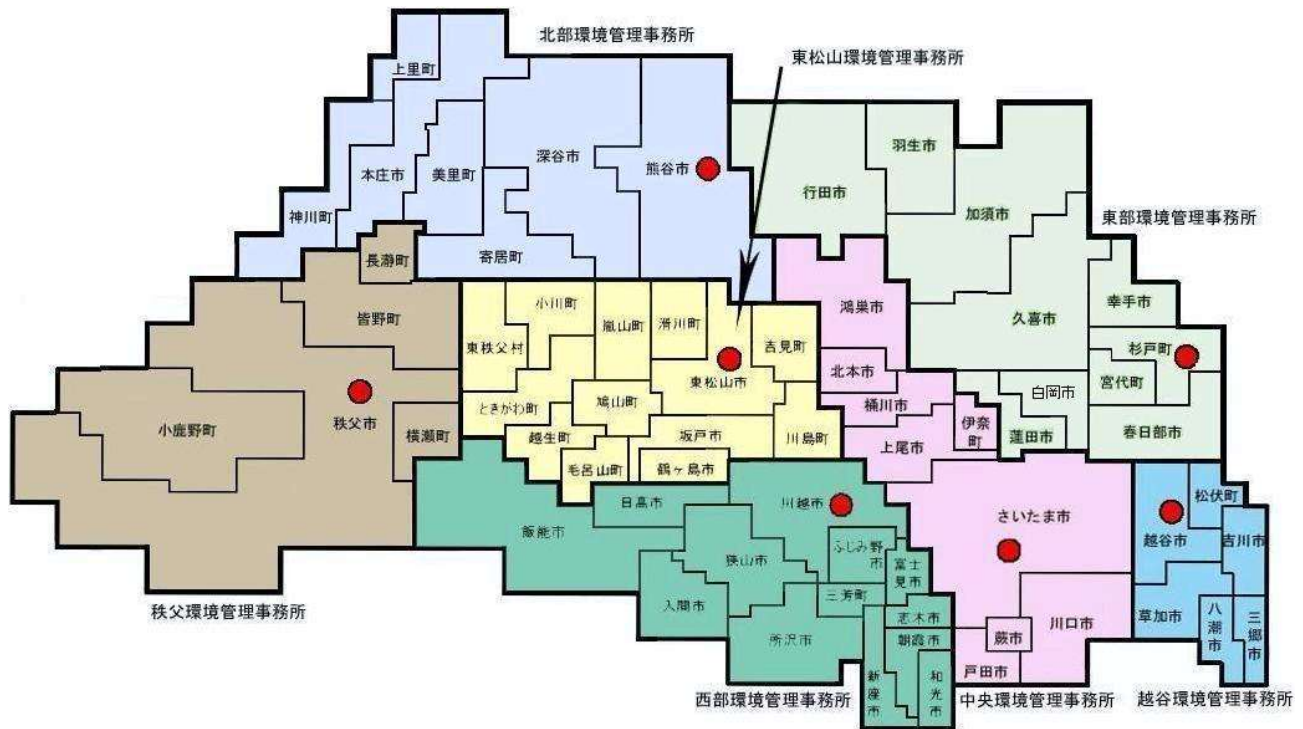 北部環境管理事務所
東松山環境管理事務所
上里町
本庄市
美里町
深谷市
熊谷市
神川町
寄居町
羽生市
行田市
加須市
東部環境管理事務所
長瀞町
皆野町
小川町
嵐山町
滑川町
吉見町
鴻巣市
久喜市
幸手市
東秩父村
東松山市
北本市
杉戸町
宮代町
白岡市
小鹿野町
秩父市
横瀬町
ときがわ町
鳩山町
越生町
坂戸市
川島町
桶川市
伊奈町
上尾市
蓮田市
春日部市
毛呂山町
鶴ヶ島市
日高市
川越市
飯能市
さいたま市
松伏町
越谷市
吉川市
狭山市
ふじみ野市
富士見市
入間市
三芳町
所沢市
志木市
朝霞市
蕨市
川口市
草加市
八潮市
三郷市
戸田市
新座市
和光市
秩父環境管理事務所
西部環境管理事務所
中央環境管理事務所
越谷環境管理事務所